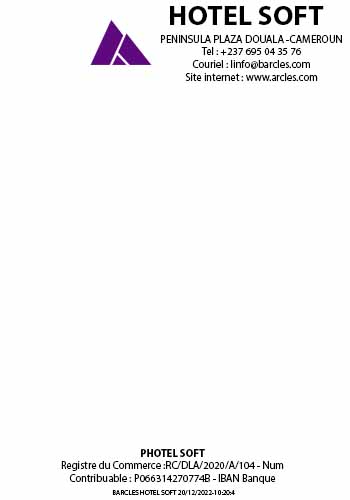 HOTEL SOFT
PENINSULA PLAZA DOUALA -CAMEROUN
Tel : +237 695 04 35 76
Couriel : linfo@barcles.com
Site internet : www.arcles.com
PHOTEL SOFT
Registre du Commerce :RC/DLA/2020/A/104 - Num
Contribuable : P066314270774B - IBAN Banque
BARCLES HOTEL SOFT 20/12/2022-10:20:4